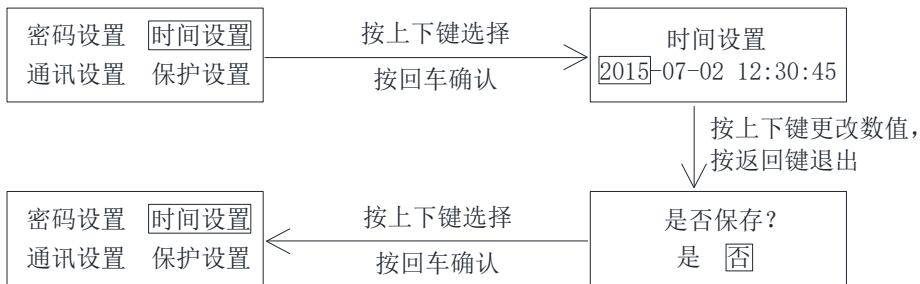 密码设置 时间设置
通讯设置 保护设置
按上下键选择
按回车确认
时间设置
2015-07-02 12:30:45
按上下键更改数值，
按返回键退出
是否保存？
是 否
按上下键选择
按回车确认
密码设置 时间设置
通讯设置 保护设置